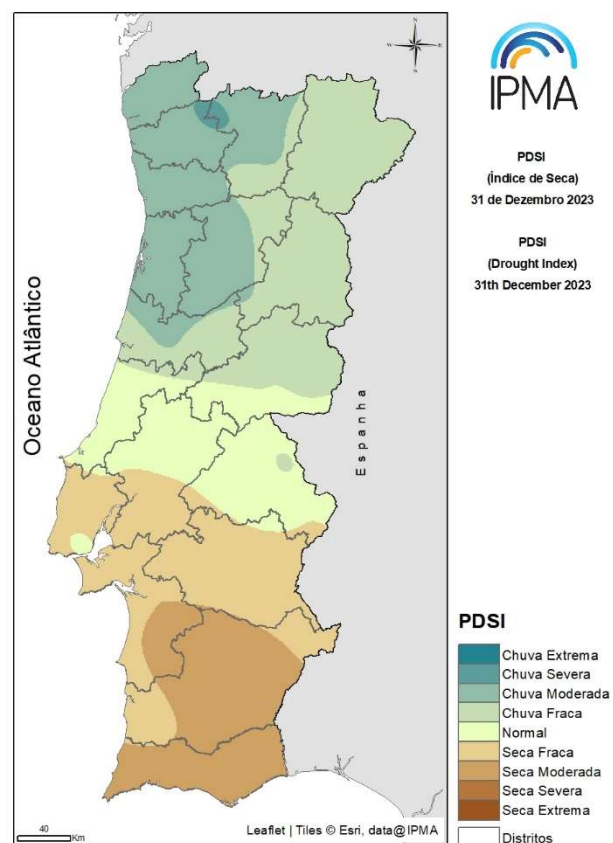 IPMA
PDSI
(Índice de Seca)
31 de Dezembro 2023
PDSI
(Drought Index)
31th December 2023
N
W
E
S
Oceano Atlântico
Espanha
PDSI
Chuva Extrema
Chuva Severa
Chuva Moderada
Chuva Fraca
Normal
Seca Fraca
Seca Moderada
Seca Severa
Seca Extrema
Distritos
40
Km
Leaflet | Tiles © Esri, data@IPMA